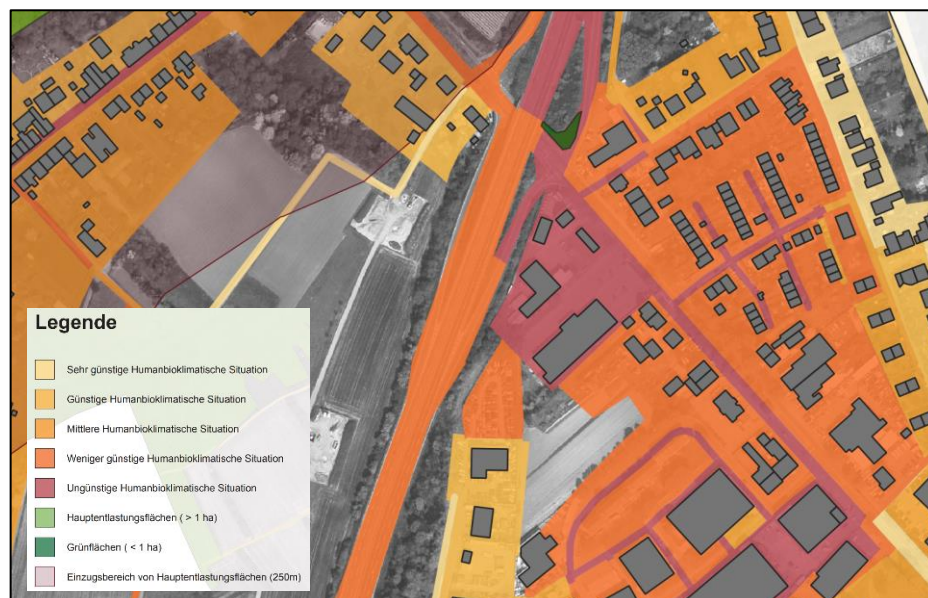 Legende
Sehr günstige Humanbioklimatische Situation
Günstige Humanbioklimatische Situation
Mittlere Humanbioklimatische Situation
Weniger günstige Humanbioklimatische Situation
Ungünstige Humanbioklimatische Situation
Hauptentlastungsflächen ( > 1 ha)
Grünflächen ( < 1 ha)
Einzugsbereich von Hauptentlastungsflächen (250m)